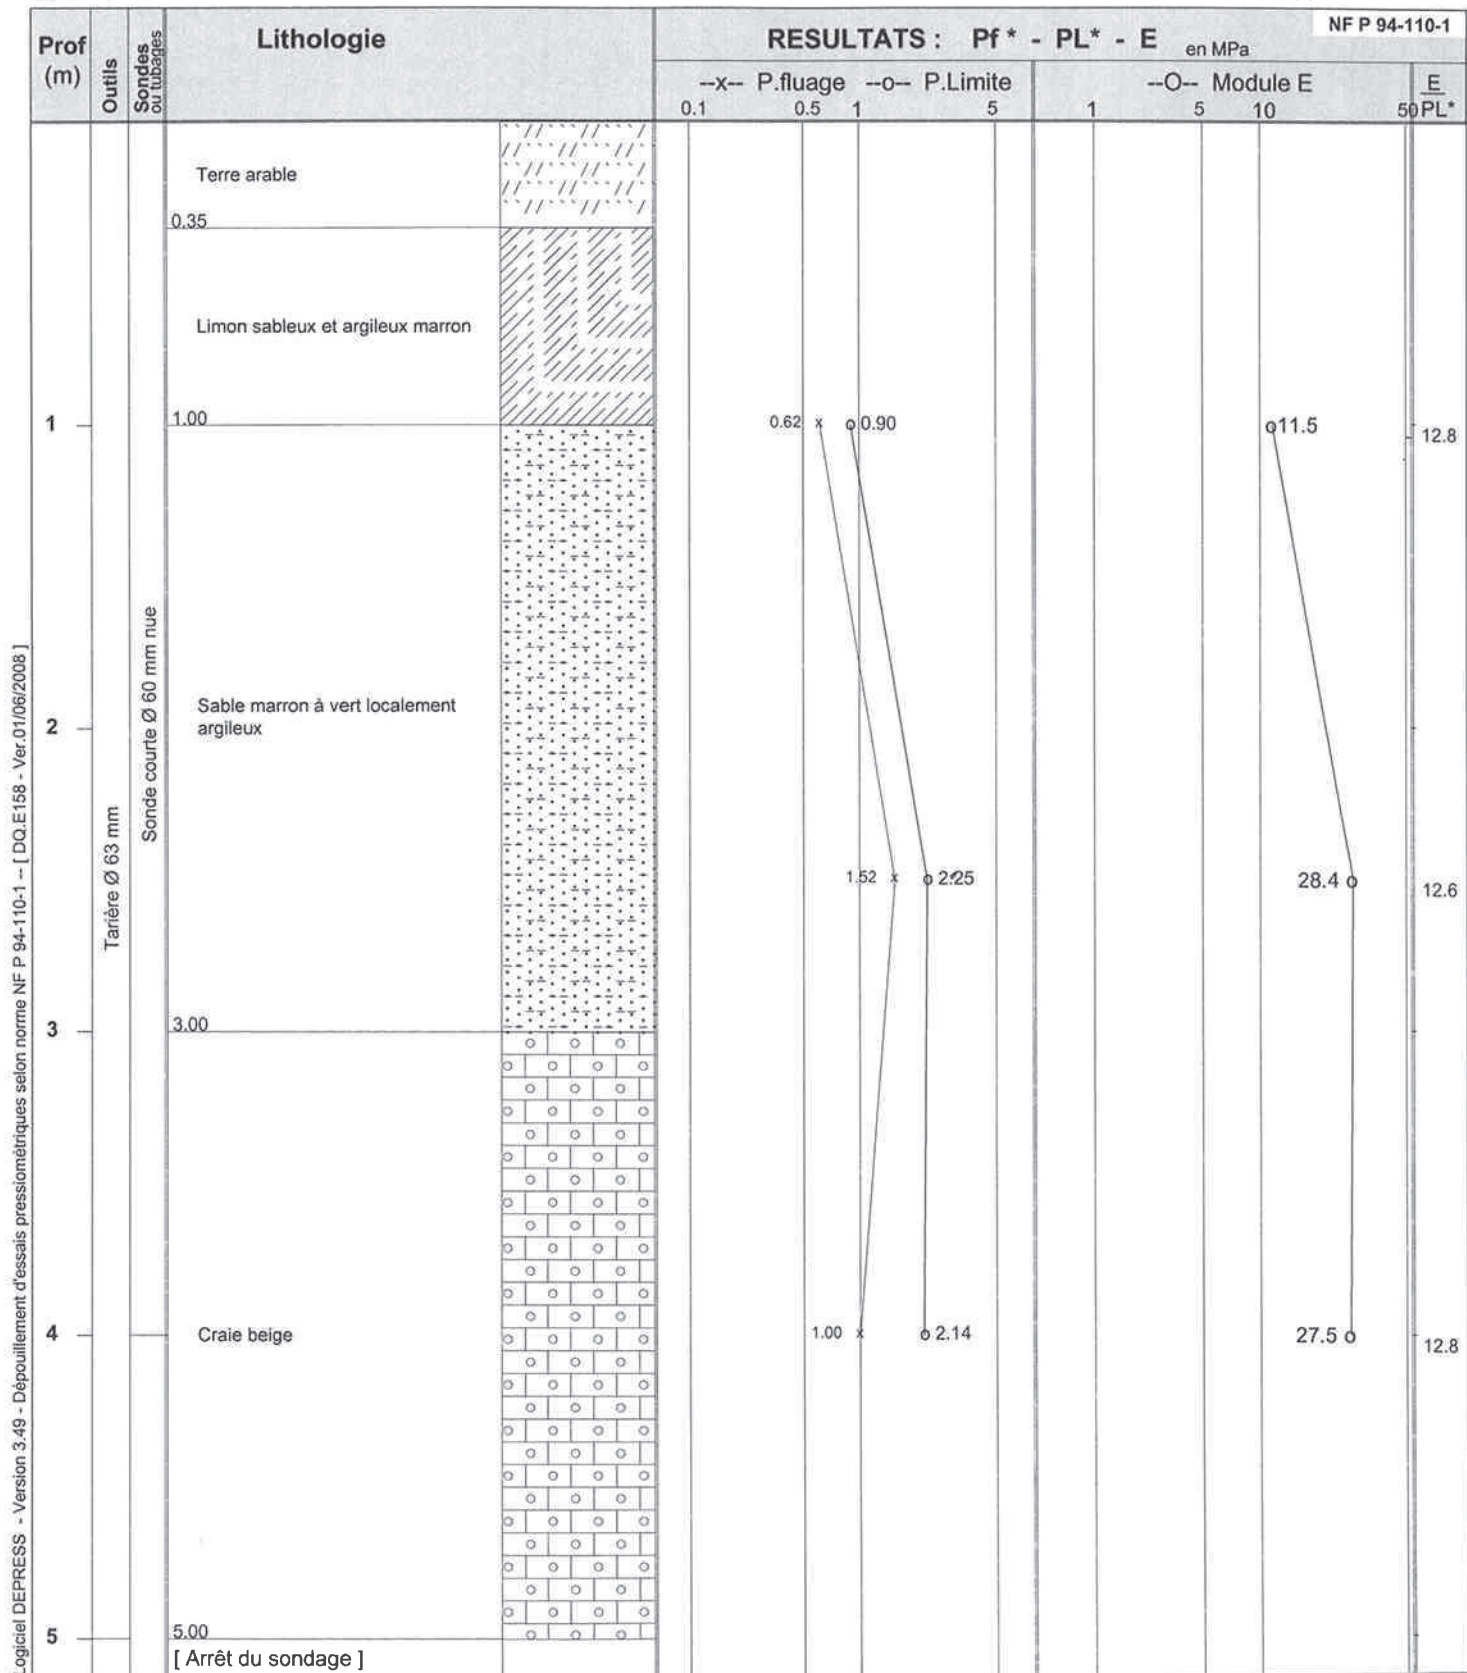 Prof
(m)
Outils
Sondes
ou tubages
Lithologie
RESULTATS : Pf * - PL* - E en MPa
NF P 94-110-1
--x-- P.fluage --o-- P.Limite
--O-- Module E
E
PL*
0.1 0.5 1 5 1 5 10 50
Terre arable
0.35
Limon sableux et argileux marron
1 1.00 0.62 x o 0.90 o 11.5 12.8
Sable marron à vert localement
argileux
2
1.52 x o 2.25 28.4 o 12.6
3 3.00
4 Craie beige 1.00 x o 2.14 27.5 o 12.8
5 5.00
[ Arrêt du sondage ]
Tarière Ø 63 mm
Sonde courte Ø 60 mm nue
Logiciel DEPRESS - Version 3.49 - Dépouillement d'essais pressiométriques selon norme NF P 94-110-1 -- [ DQ.E158 - Ver.01/06/2008 ]